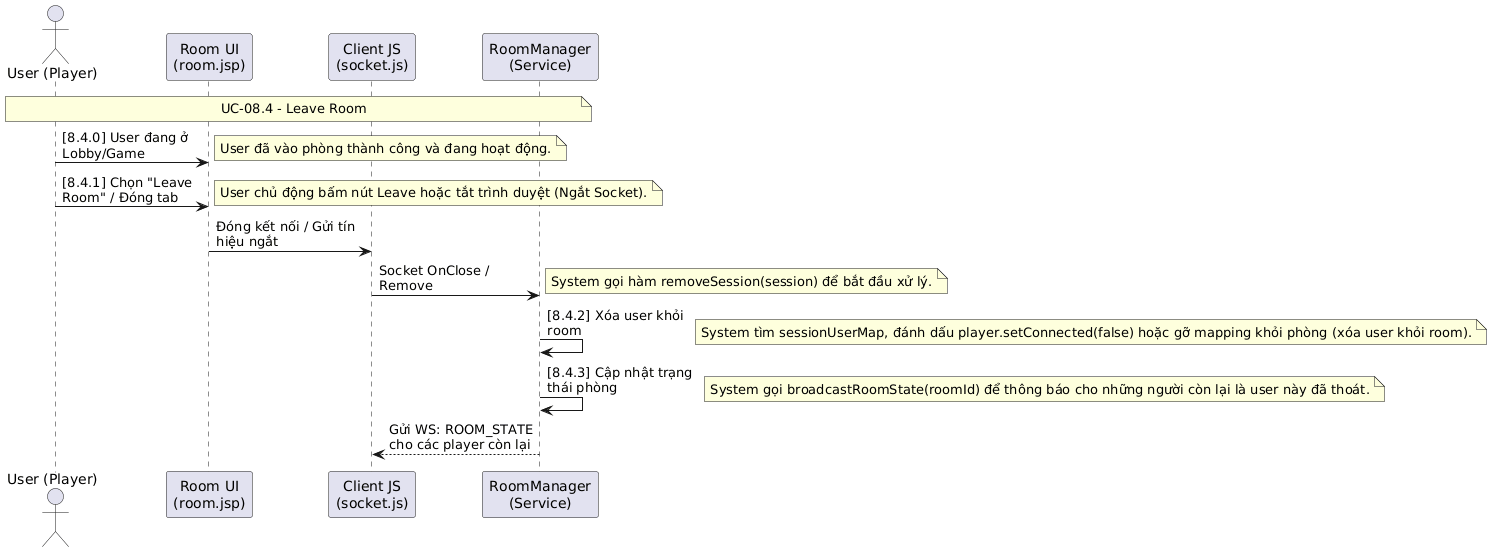 User (Player)
Room UI
(room.jsp)
Client JS
(socket.js)
RoomManager
(Service)
UC-08.4 - Leave Room
[8.4.0] User đang ở
Lobby/Game
User đã vào phòng thành công và đang hoạt động.
[8.4.1] Chọn "Leave
Room" / Đóng tab
User chủ động bấm nút Leave hoặc tắt trình duyệt (Ngắt Socket).
Đóng kết nối / Gửi tín
hiệu ngắt
Socket OnClose /
Remove
System gọi hàm removeSession(session) để bắt đầu xử lý.
[8.4.2] Xóa user khỏi
room
System tìm sessionUserMap, đánh dấu player.setConnected(false) hoặc gỡ mapping khỏi phòng (xóa user khỏi room).
[8.4.3] Cập nhật trạng
thái phòng
System gọi broadcastRoomState(roomId) để thông báo cho những người còn lại là user này đã thoát.
Gửi WS: ROOM_STATE
cho các player còn lại
User (Player)
Room UI
(room.jsp)
Client JS
(socket.js)
RoomManager
(Service)